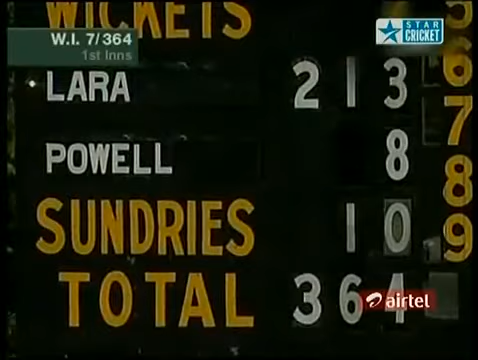 WICKETS
STAR
CRICKET
W.I. 7/364
1st Inns
LARA 213
POWELL 8
SUNDRIES 10
TOTAL 364
6
7
8
9
airtel